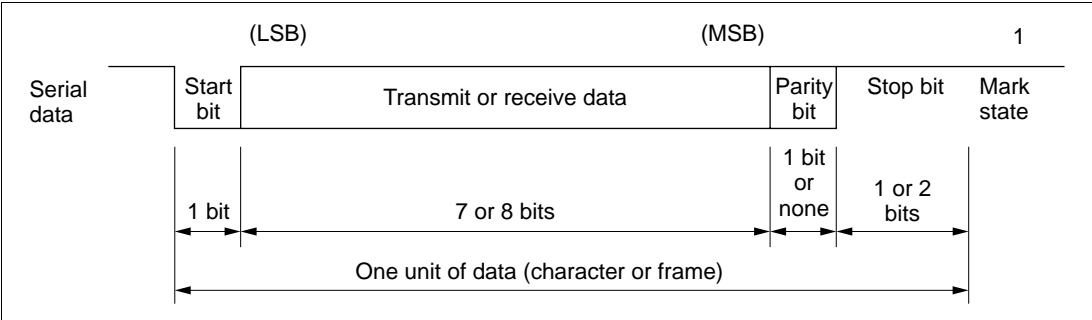 (LSB)
(MSB)
1
Serial
data
Start
bit
Transmit or receive data
Parity
bit
Stop bit
Mark
state
1 bit
7 or 8 bits
1 bit
or
none
1 or 2
bits
One unit of data (character or frame)